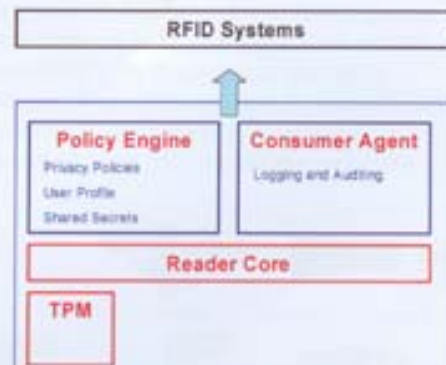 RFID Systems
Policy Engine
Privacy Policies
User Profile
Shared Secrets
Consumer Agent
Logging and Auditing
Reader Core
TPM